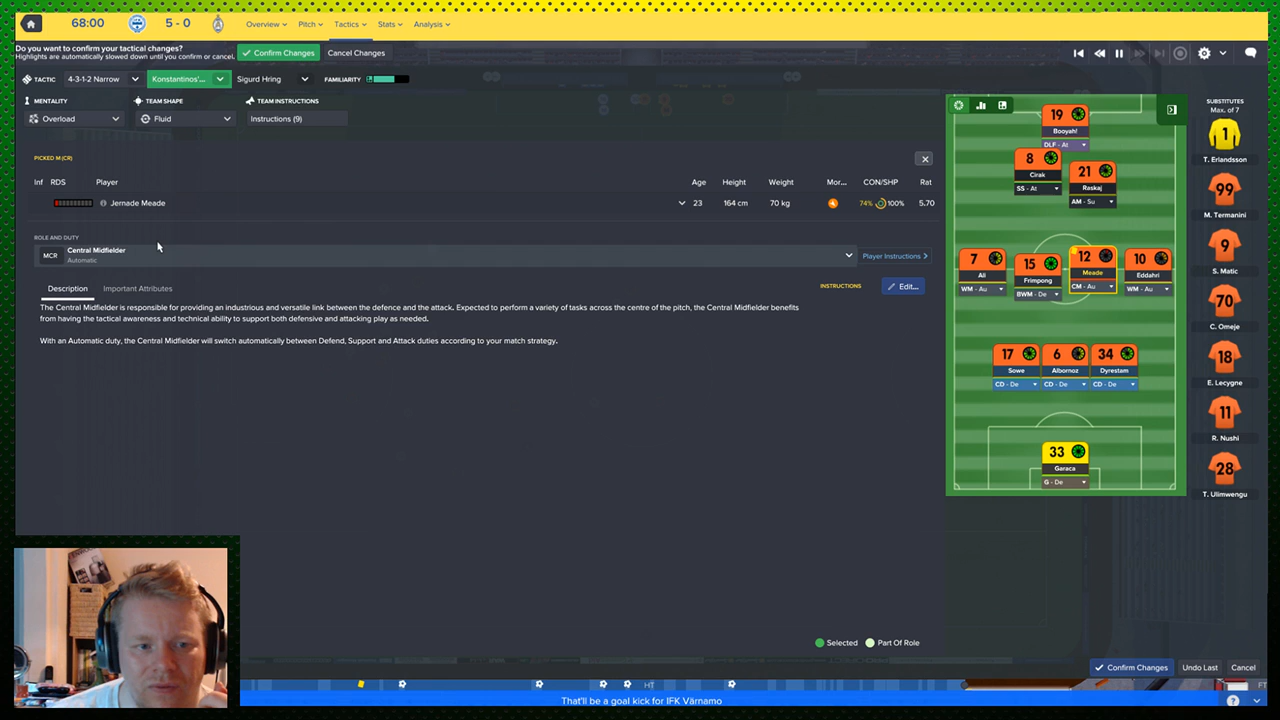 68:00
5 - 0
Overview
Pitch
Tactics
Stats
Analysis
Do you want to confirm your tactical changes?
Highlights are automatically slowed down until you confirm or cancel.
Confirm Changes
Cancel Changes
TACTIC
4-3-1-2 Narrow
Konstantinos'...
Sigurd Hring
FAMILIARITY
MENTALITY
TEAM SHAPE
TEAM INSTRUCTIONS
Overload
Fluid
Instructions (9)
PICKED M (CR)
Inf RDS Player Age Height Weight Mor... CON/SHP Rat
Jernade Meade 23 164 cm 70 kg 74% 100% 5.70
ROLE AND DUTY
MCR
Central Midfielder
Automatic
Player Instructions
Description
Important Attributes
INSTRUCTIONS
Edit...
The Central Midfielder is responsible for providing an industrious and versatile link between the defence and the attack. Expected to perform a variety of tasks across the centre of the pitch, the Central Midfielder benefits
from having the tactical awareness and technical ability to support both defensive and attacking play as needed.
With an Automatic duty, the Central Midfielder will switch automatically between Defend, Support and Attack duties according to your match strategy.
Selected
Part Of Role
19
Booyah!
DLF - At
8
Cirak
SS - At
21
Raskaj
AM - Su
7
Ali
WM - Au
15
Frimpong
BWM - De
12
Meade
CM - Au
10
Eddahri
WM - Au
17
Sowe
CD - De
6
Albornoz
CD - De
34
Dyrestam
CD - De
33
Garaca
G - De
SUBSTITUTES
Max. of 7
1
T. Erlandsson
99
M. Termanini
9
S. Matic
70
C. Omeje
18
E. Lecygne
11
R. Nushi
28
T. Ulimwengu
Confirm Changes
Undo Last
Cancel
HT
FT
That'll be a goal kick for IFK Värnamo